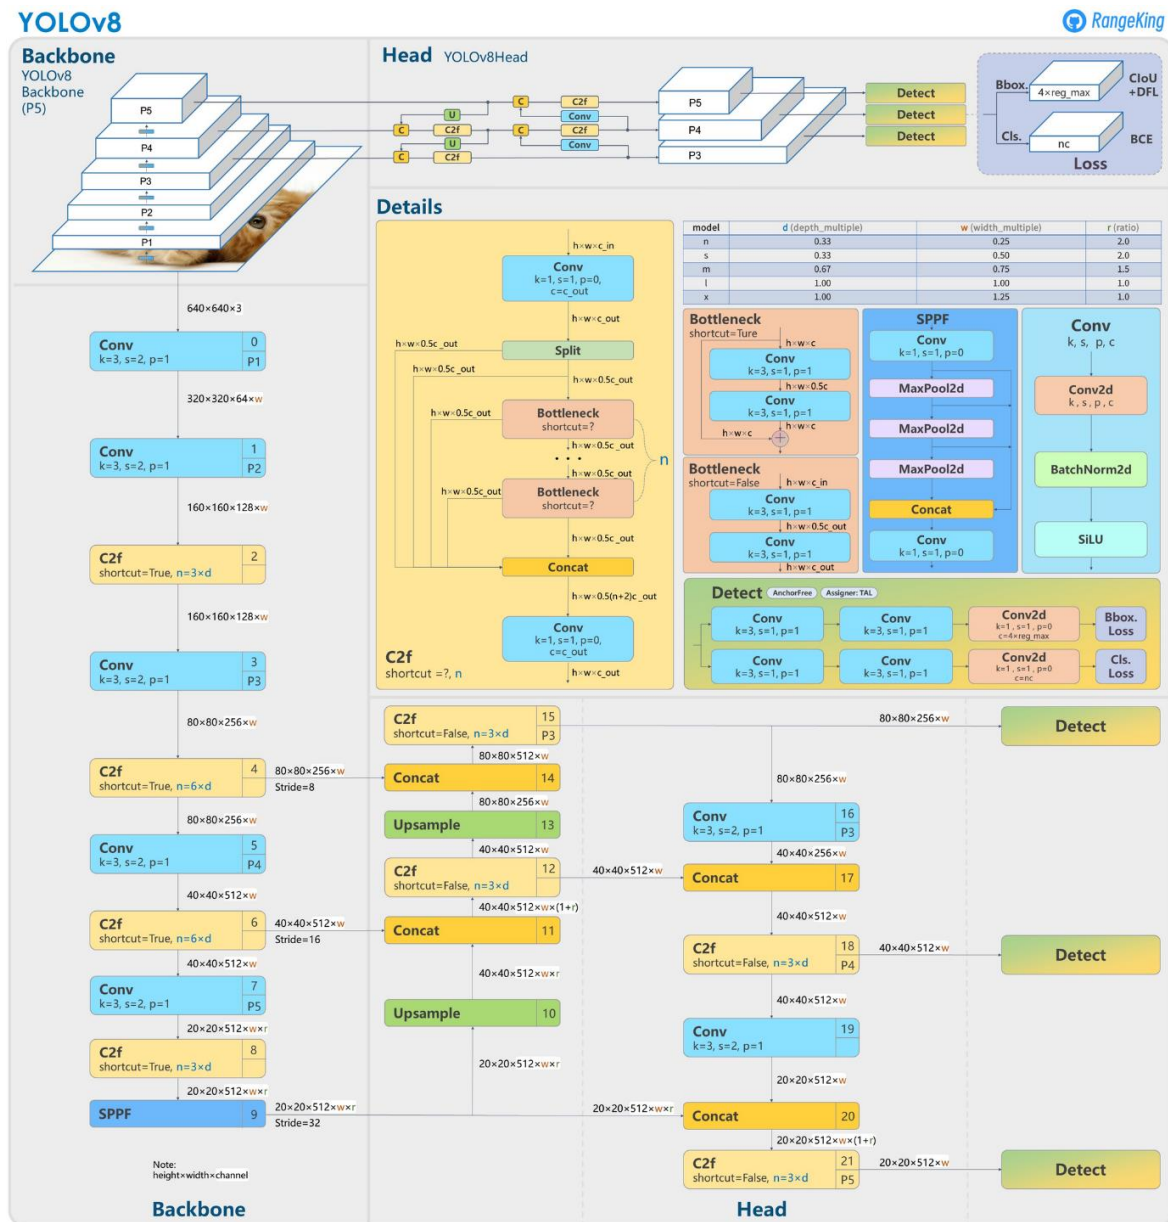 YOLOv8
RangeKing
Backbone
YOLOv8
Backbone
(P5)
P5
P4
P3
P2
P1
Head YOLOv8Head
C
C2f
U
Conv
C
C2f
C
C2f
U
Conv
C
C2f
P5
P4
P3
Detect
Detect
Detect
Bbox.
4×reg_max
CIoU
+DFL
Cls.
nc
BCE
Loss
Details
h×w×c_in
Conv
k=1, s=1, p=0,
c=c_out
h×w×c_out
Split
h×w×0.5c_out
h×w×0.5c_out
h×w×0.5c_out
h×w×0.5c_out
Bottleneck
shortcut=?
h×w×0.5c_out
. . .
n
h×w×0.5c_out
h×w×0.5c_out
Bottleneck
shortcut=?
h×w×0.5c_out
Concat
h×w×0.5(n+2)c_out
Conv
k=1, s=1, p=0,
c=c_out
h×w×c_out
C2f
shortcut =?, n
model d (depth_multiple) w (width_multiple) r (ratio)
n 0.33 0.25 2.0
s 0.33 0.50 2.0
m 0.67 0.75 1.5
l 1.00 1.00 1.0
x 1.00 1.25 1.0
Bottleneck
shortcut=Ture
h×w×c
Conv
k=3, s=1, p=1
h×w×0.5c
Conv
k=3, s=1, p=1
h×w×c
h×w×c
+
Bottleneck
shortcut=False
h×w×c_in
Conv
k=3, s=1, p=1
h×w×0.5c_out
Conv
k=3, s=1, p=1
h×w×c_out
SPPF
Conv
k=1, s=1, p=0
MaxPool2d
MaxPool2d
MaxPool2d
Concat
Conv
k=1, s=1, p=0
Conv
k, s, p, c
Conv2d
k, s, p, c
BatchNorm2d
SiLU
Detect AnchorFree Assigner: TAL
Conv
k=3, s=1, p=1
Conv
k=3, s=1, p=1
Conv2d
k=1, s=1, p=0
c=4×reg_max
Bbox.
Loss
Conv
k=3, s=1, p=1
Conv
k=3, s=1, p=1
Conv2d
k=1, s=1, p=0
c=nc
Cls.
Loss
640×640×3
Conv 0
k=3, s=2, p=1 P1
320×320×64×w
Conv 1
k=3, s=2, p=1 P2
160×160×128×w
C2f 2
shortcut=True, n=3×d
160×160×128×w
Conv 3
k=3, s=2, p=1 P3
80×80×256×w
C2f 4
shortcut=True, n=6×d
80×80×256×w
Stride=8
80×80×256×w
Conv 5
k=3, s=2, p=1 P4
40×40×512×w
C2f 6
shortcut=True, n=6×d
40×40×512×w
Stride=16
40×40×512×w
Conv 7
k=3, s=2, p=1 P5
20×20×512×w×r
C2f 8
shortcut=True, n=3×d
20×20×512×w×r
SPPF 9
20×20×512×w×r
Stride=32
Note:
height×width×channel
Backbone
C2f 15
shortcut=False, n=3×d P3
80×80×512×w
Concat 14
80×80×256×w
Upsample 13
40×40×512×w
C2f 12
shortcut=False, n=3×d
40×40×512×w
40×40×512×w×(1+r)
Concat 11
40×40×512×w×r
Upsample 10
20×20×512×w×r
80×80×256×w
Detect
80×80×256×w
Conv 16
k=3, s=2, p=1 P3
40×40×256×w
Concat 17
40×40×512×w
C2f 18
shortcut=False, n=3×d P4
40×40×512×w
Detect
40×40×512×w
Conv 19
k=3, s=2, p=1
20×20×512×w
20×20×512×w×r
Concat 20
20×20×512×w×(1+r)
C2f 21
shortcut=False, n=3×d P5
20×20×512×w
Detect
Head